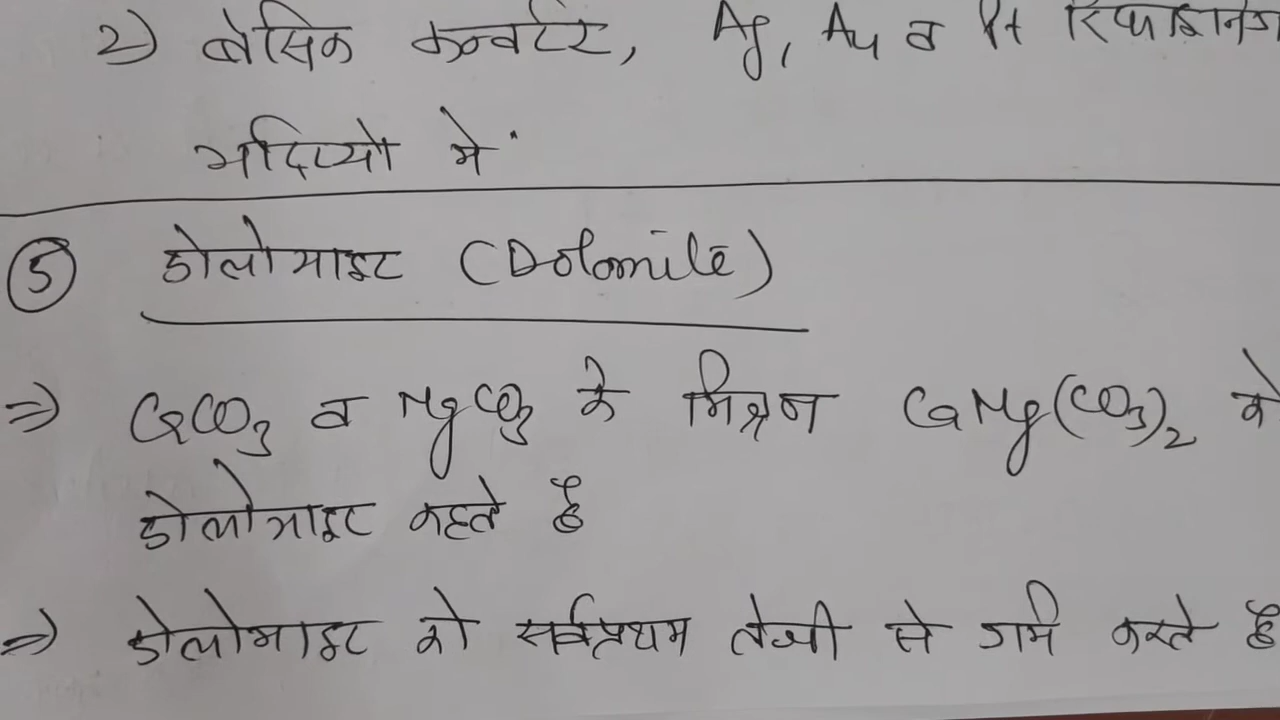 2) बेसिक कन्वर्टर, Ag, Au व Pt रिफाइनिंग
भट्टियो में
5 डोलोमाइट (Dolomite)
⇒ CaCO3 व MgCO3 के मिश्रन CaMg(CO3)2 को
डोलोमाइट कहते है
⇒ डोलोमाइट को सर्वप्रथम तेजी से गर्म करते है